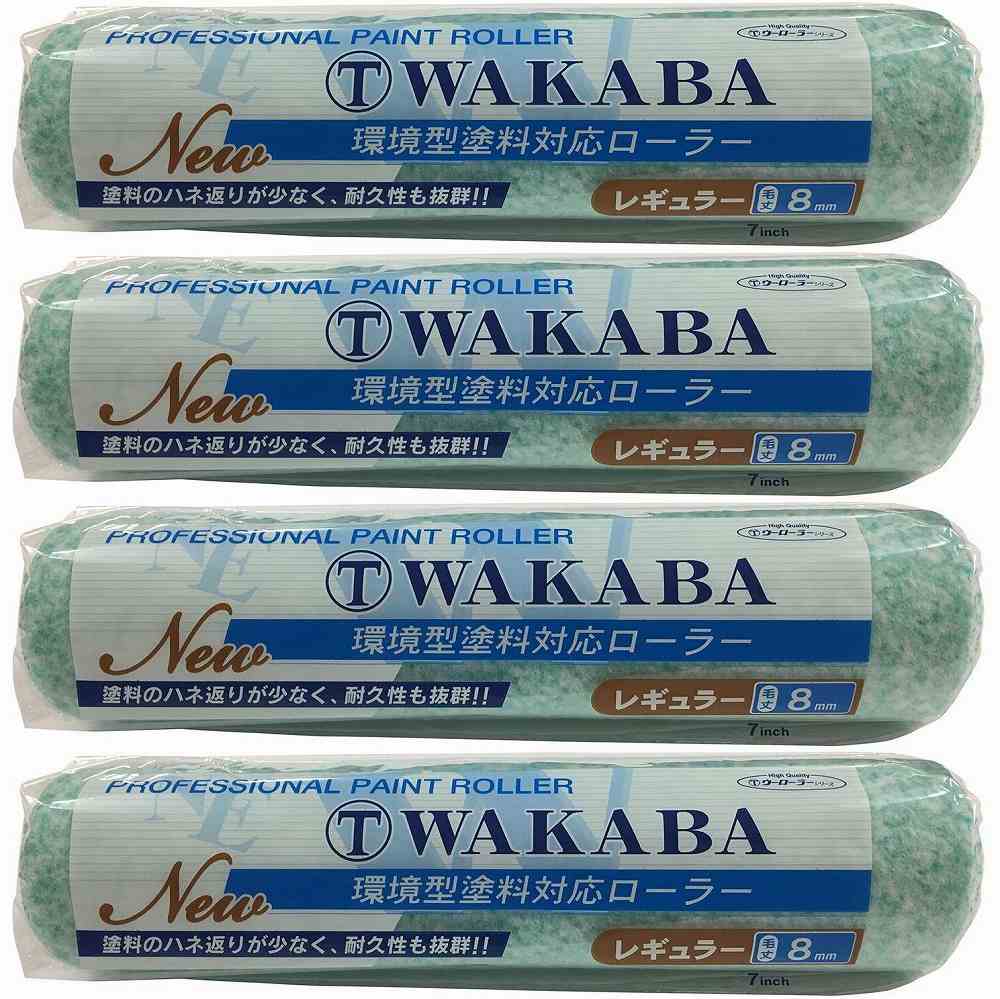 PROFESSIONAL PAINT ROLLER
High Quality
Ⓣウーローラーシリーズ
NEW
Ⓣ WAKABA
New
環境型塗料対応ローラー
塗料のハネ返りが少なく、耐久性も抜群!!
レギュラー 毛丈 8mm
7inch
PROFESSIONAL PAINT ROLLER
High Quality
Ⓣウーローラーシリーズ
NEW
Ⓣ WAKABA
New
環境型塗料対応ローラー
塗料のハネ返りが少なく、耐久性も抜群!!
レギュラー 毛丈 8mm
7inch
PROFESSIONAL PAINT ROLLER
High Quality
Ⓣウーローラーシリーズ
NEW
Ⓣ WAKABA
New
環境型塗料対応ローラー
塗料のハネ返りが少なく、耐久性も抜群!!
レギュラー 毛丈 8mm
7inch
PROFESSIONAL PAINT ROLLER
High Quality
Ⓣウーローラーシリーズ
NEW
Ⓣ WAKABA
New
環境型塗料対応ローラー
塗料のハネ返りが少なく、耐久性も抜群!!
レギュラー 毛丈 8mm
7inch